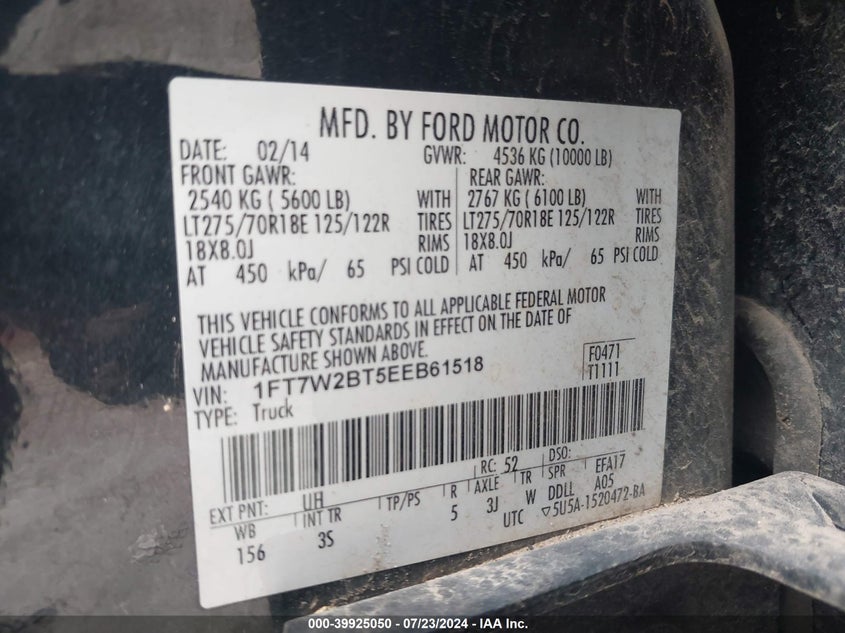 MFD. BY FORD MOTOR CO.
DATE: 02/14 GVWR: 4536 KG (10000 LB)
FRONT GAWR: REAR GAWR:
2540 KG ( 5600 LB) WITH 2767 KG ( 6100 LB) WITH
LT275/70R18E 125/122R TIRES LT275/70R18E 125/122R TIRES
18X8.0J RIMS 18X8.0J RIMS
AT 450 kPa/ 65 PSI COLD AT 450 kPa/ 65 PSI COLD
THIS VEHICLE CONFORMS TO ALL APPLICABLE FEDERAL MOTOR
VEHICLE SAFETY STANDARDS IN EFFECT ON THE DATE OF
MANUFACTURE SHOWN ABOVE.
VIN: 1FT7W2BT5EEB61518 F0471
TYPE: Truck T1111
EXT PNT: UH RC: 52 DSO:
WB INT TR TP/PS R AXLE TR SPR EFA17
156 3S 5 3J W DDLL A05
UTC ▽5U5A-1520472-BA
000-39925050 - 07/23/2024 - IAA Inc.